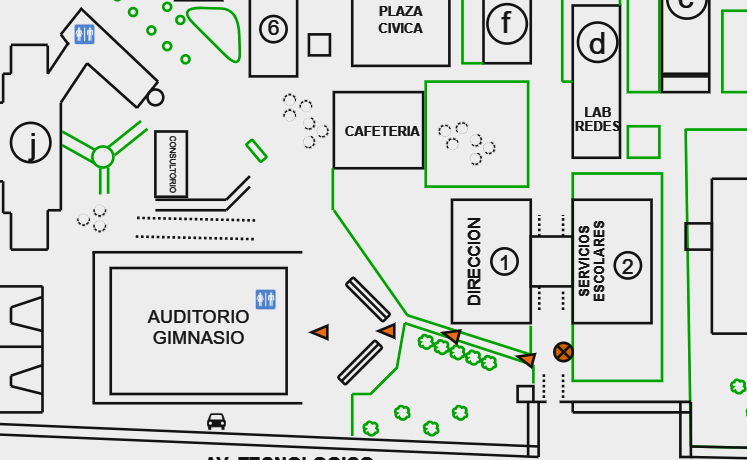 6
PLAZA
CIVICA
f
d
LAB
REDES
j
CONSULTORIO
CAFETERIA
DIRECCION
1
SERVICIOS
ESCOLARES
2
AUDITORIO
GIMNASIO
AV. TECNOLOGICO